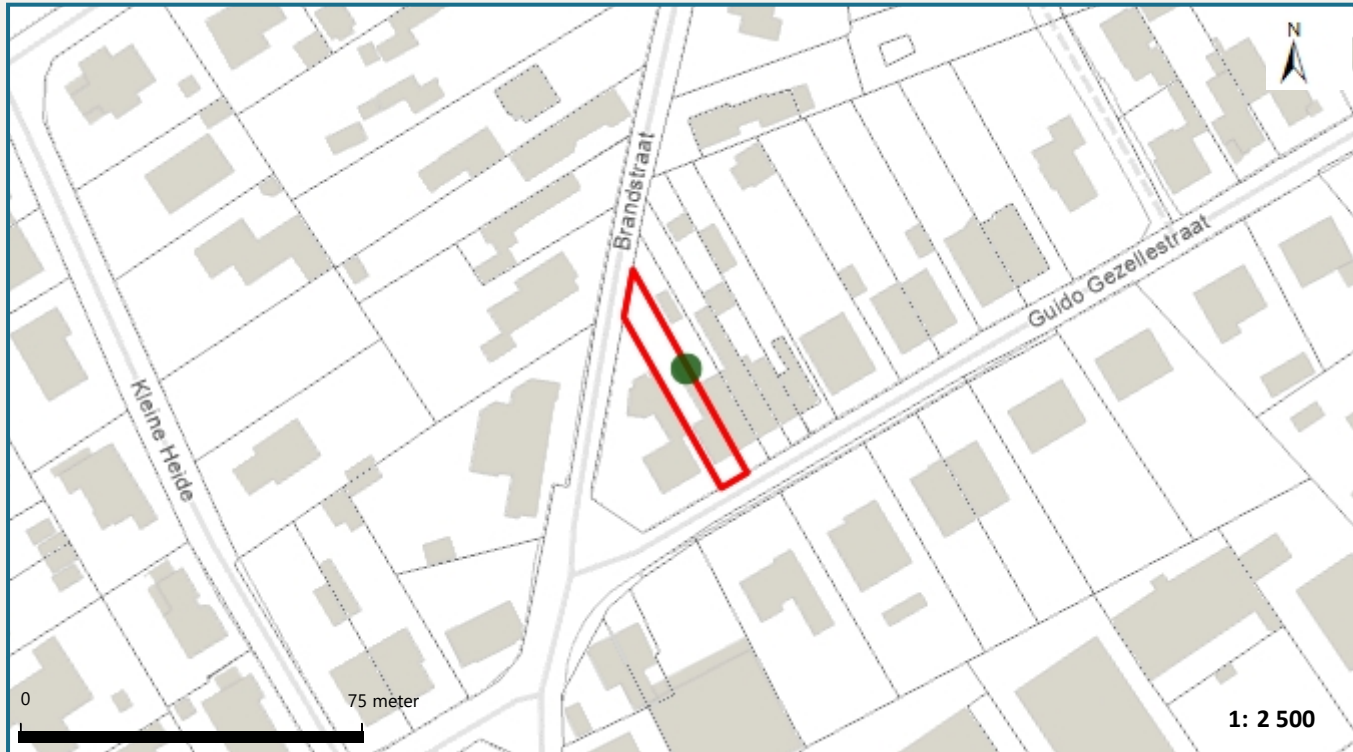 N
Brandstraat
Guido Gezellestraat
Kleine Heide
0
75 meter
1: 2 500